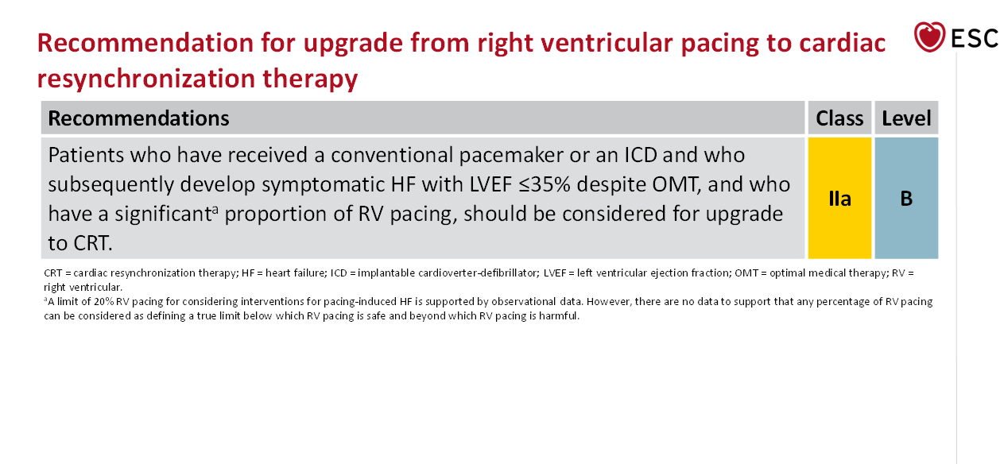 Recommendation for upgrade from right ventricular pacing to cardiac
resynchronization therapy
ESC
Recommendations Class Level
Patients who have received a conventional pacemaker or an ICD and who
subsequently develop symptomatic HF with LVEF ≤35% despite OMT, and who
have a significantᵃ proportion of RV pacing, should be considered for upgrade
to CRT.
IIa
B
CRT = cardiac resynchronization therapy; HF = heart failure; ICD = implantable cardioverter-defibrillator; LVEF = left ventricular ejection fraction; OMT = optimal medical therapy; RV =
right ventricular.
ᵃA limit of 20% RV pacing for considering interventions for pacing-induced HF is supported by observational data. However, there are no data to support that any percentage of RV pacing
can be considered as defining a true limit below which RV pacing is safe and beyond which RV pacing is harmful.